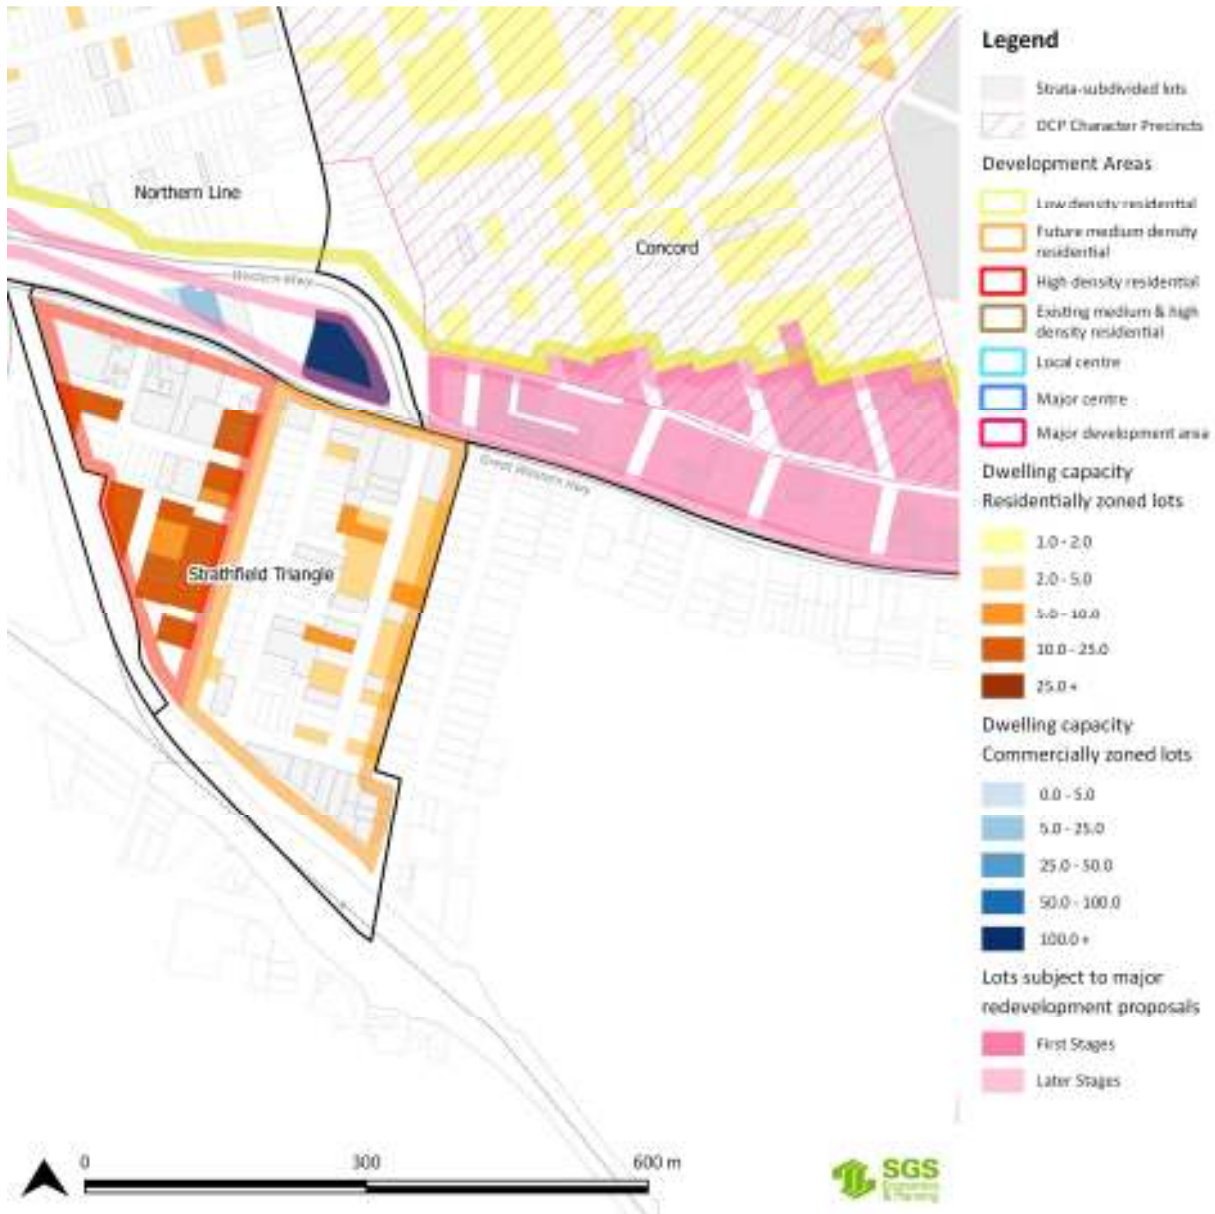 Northern Line
Concord
Western Hwy
Great Western Hwy
Strathfield Triangle
Legend
Strata-subdivided lots
DCP Character Precincts
Development Areas
Low density residential
Future medium density
residential
High density residential
Existing medium & high
density residential
Local centre
Major centre
Major development area
Dwelling capacity
Residentially zoned lots
1.0 - 2.0
2.0 - 5.0
5.0 - 10.0
10.0 - 25.0
25.0 +
Dwelling capacity
Commercially zoned lots
0.0 - 5.0
5.0 - 25.0
25.0 - 50.0
50.0 - 100.0
100.0 +
Lots subject to major
redevelopment proposals
First Stages
Later Stages
0 300 600 m
SGS
Economics
& Planning